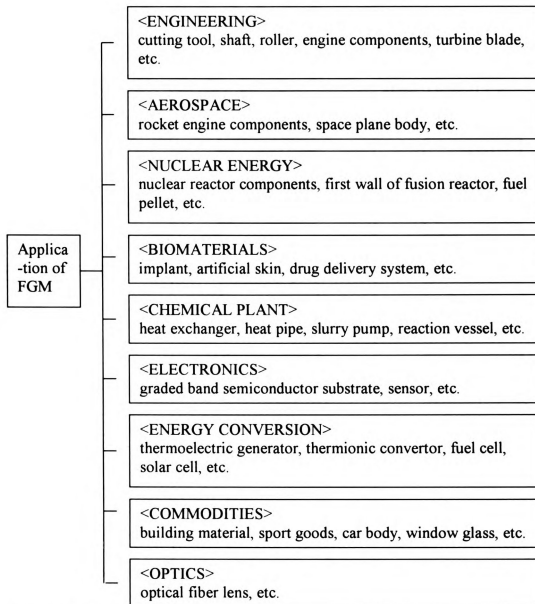 <ENGINEERING>
cutting tool, shaft, roller, engine components, turbine blade,
etc.
<AEROSPACE>
rocket engine components, space plane body, etc.
<NUCLEAR ENERGY>
nuclear reactor components, first wall of fusion reactor, fuel
pellet, etc.
Applica
-tion of
FGM
<BIOMATERIALS>
implant, artificial skin, drug delivery system, etc.
<CHEMICAL PLANT>
heat exchanger, heat pipe, slurry pump, reaction vessel, etc.
<ELECTRONICS>
graded band semiconductor substrate, sensor, etc.
<ENERGY CONVERSION>
thermoelectric generator, thermionic convertor, fuel cell,
solar cell, etc.
<COMMODITIES>
building material, sport goods, car body, window glass, etc.
<OPTICS>
optical fiber lens, etc.